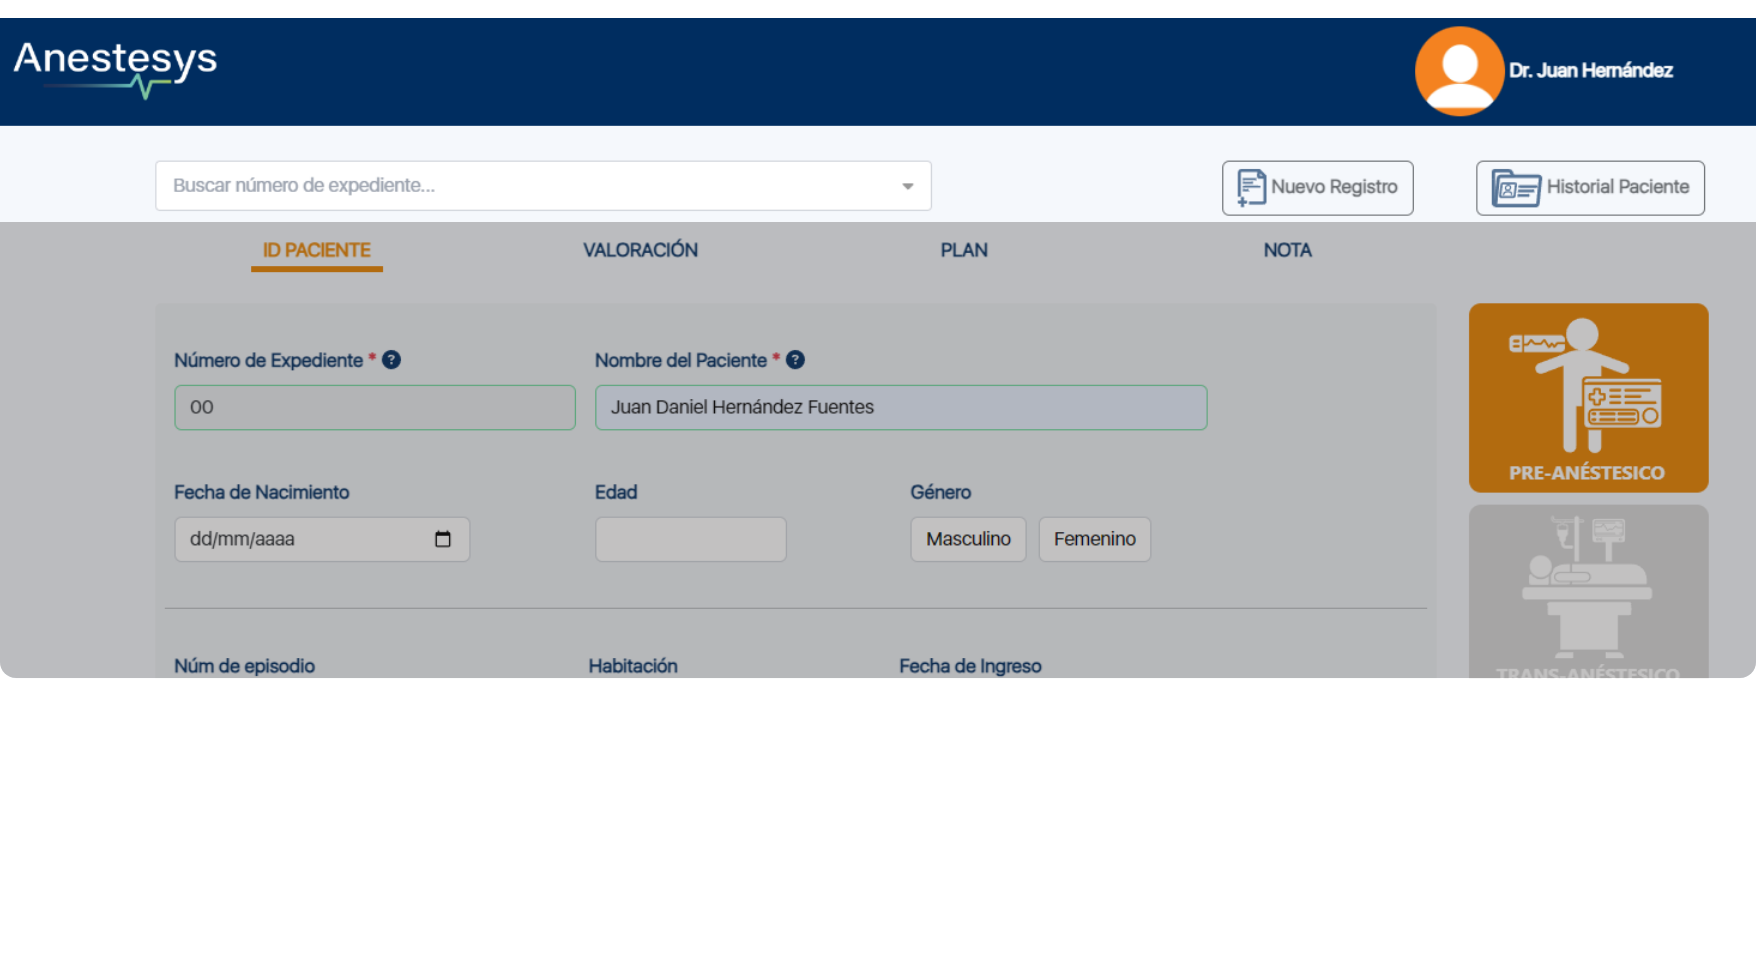 Anestesys
Dr. Juan Hernández
Buscar número de expediente...
Nuevo Registro
Historial Paciente
ID PACIENTE
VALORACIÓN
PLAN
NOTA
Número de Expediente * ?
Nombre del Paciente * ?
00
Juan Daniel Hernández Fuentes
PRE-ANÉSTESICO
Fecha de Nacimiento
Edad
Género
dd/mm/aaaa
Masculino
Femenino
Núm de episodio
Habitación
Fecha de Ingreso
TRANS-ANÉSTESICO